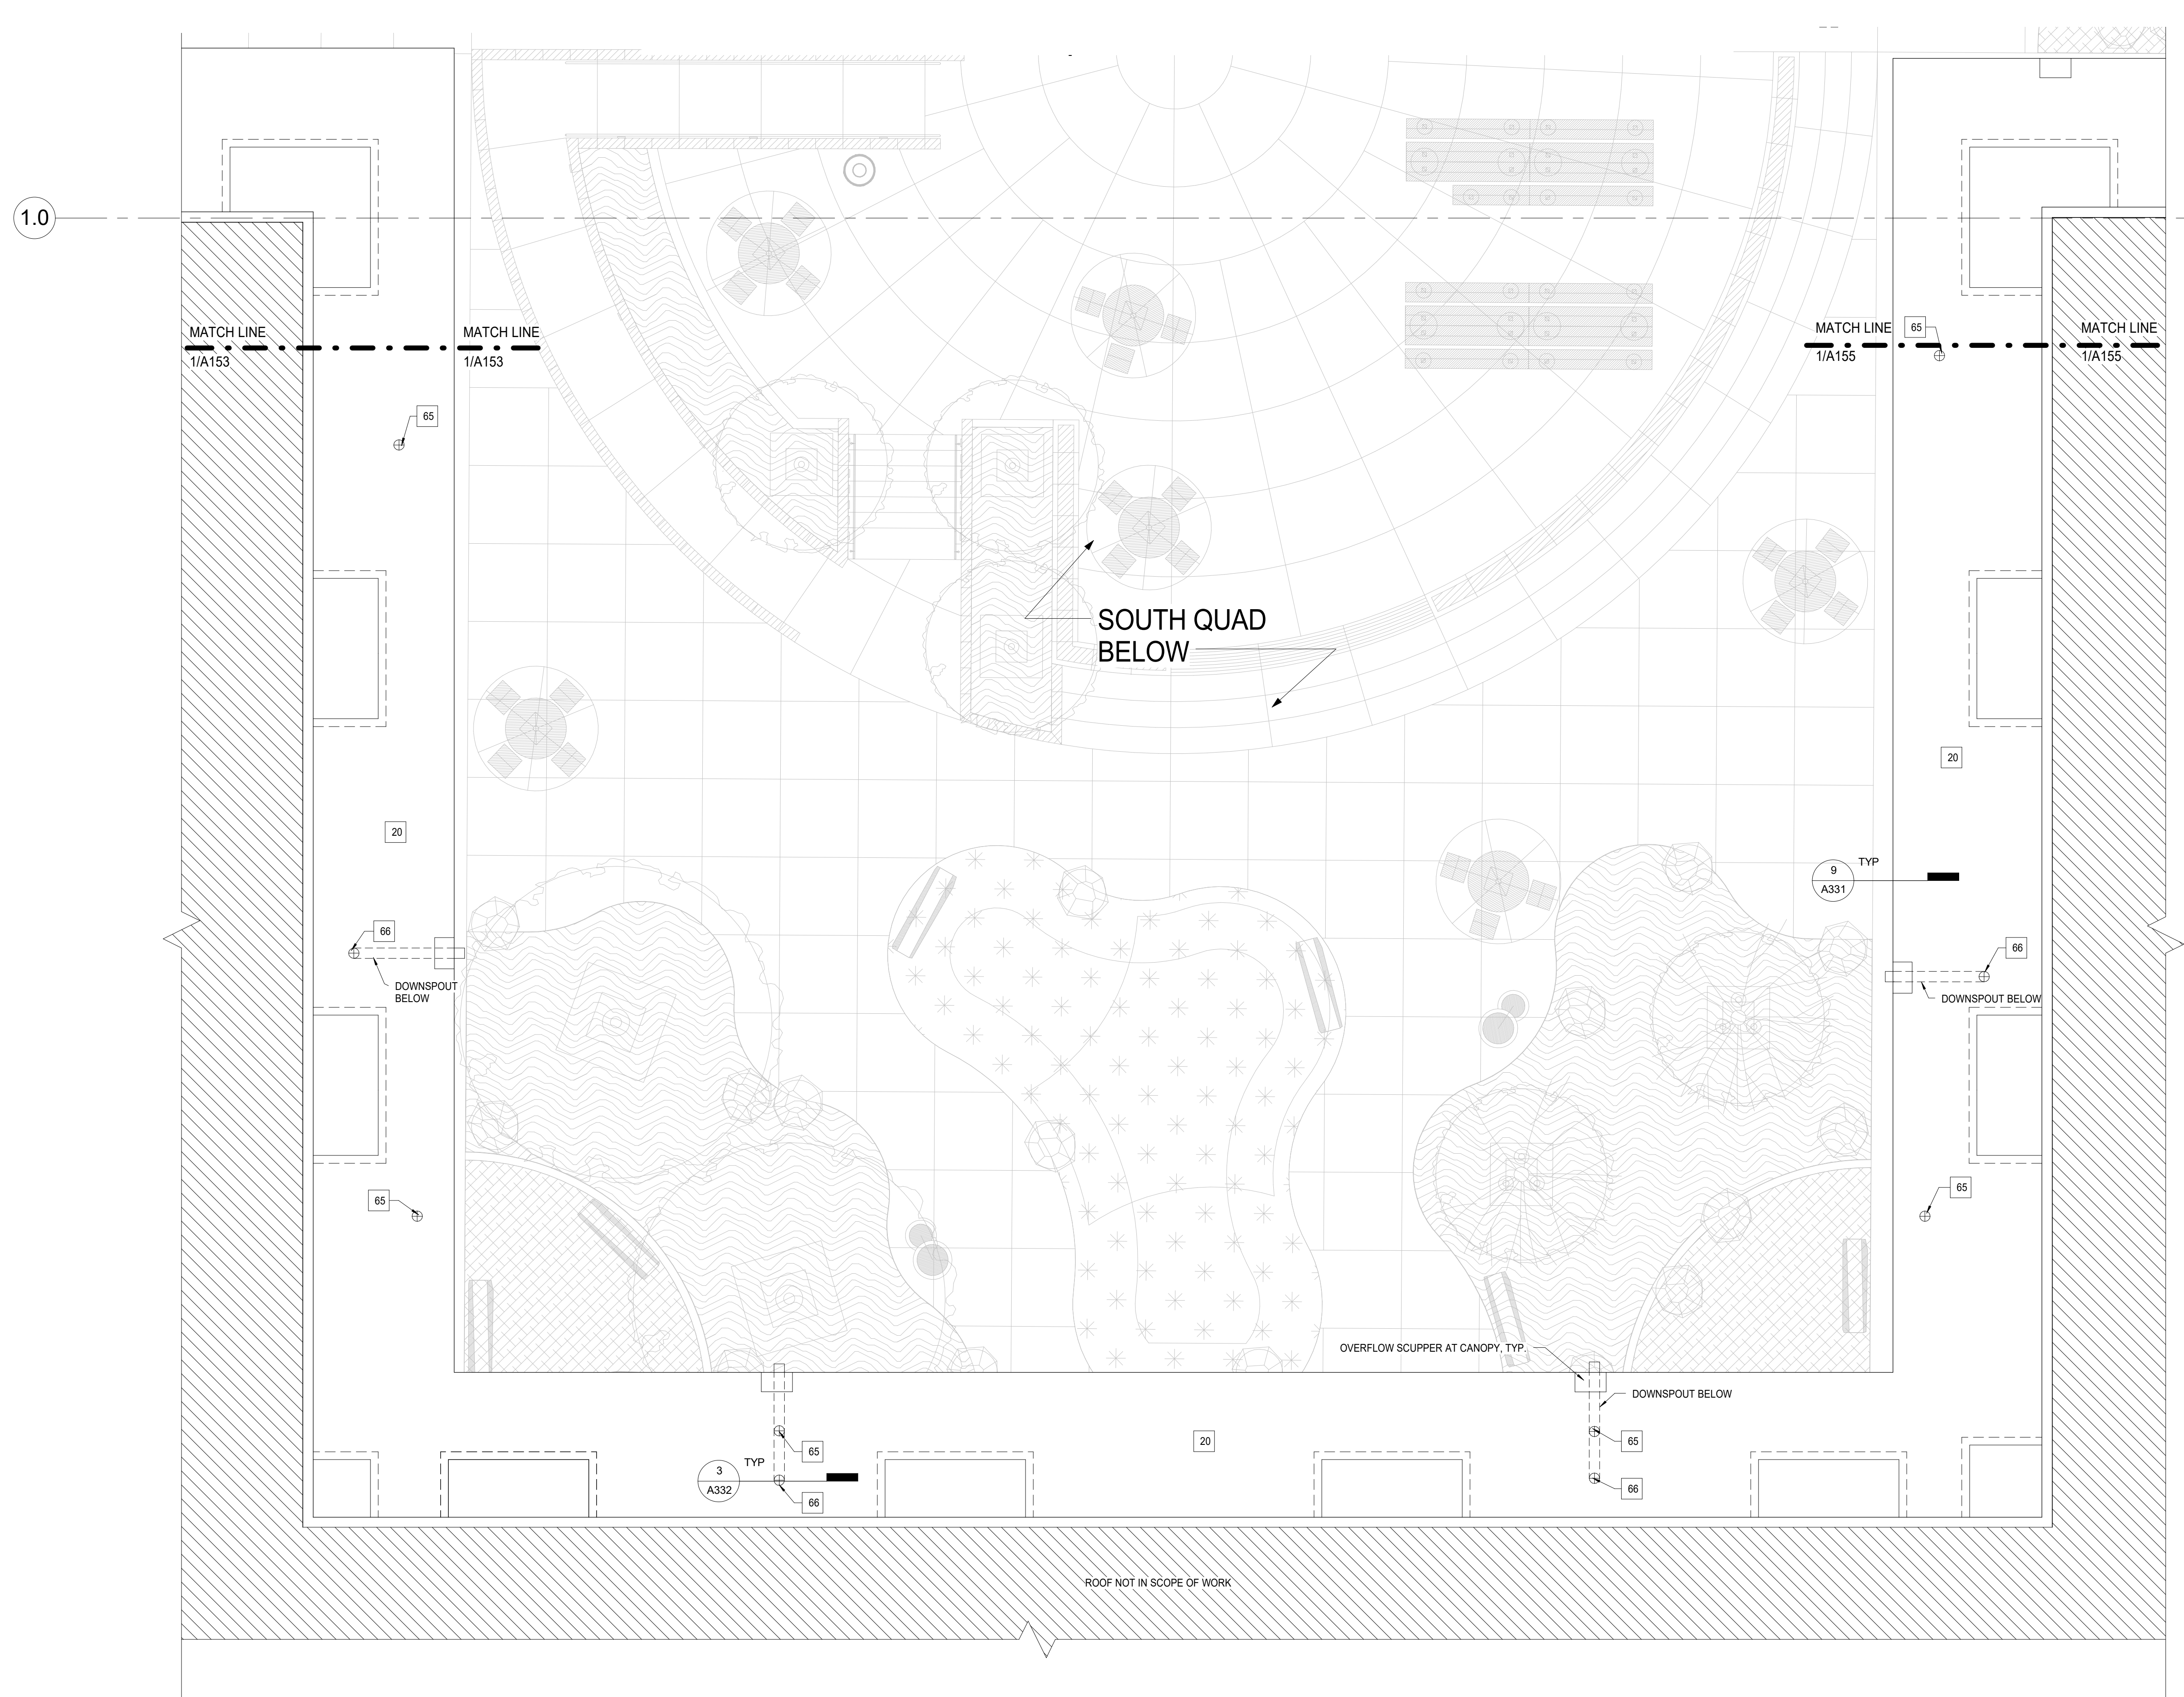 1.0
MATCH LINE
1/A153
MATCH LINE
1/A153
MATCH LINE
1/A155
65
MATCH LINE
1/A155
65
SOUTH QUAD
BELOW
20
20
9
A331
TYP
66
DOWNSPOUT
BELOW
66
DOWNSPOUT BELOW
65
65
OVERFLOW SCUPPER AT CANOPY, TYP.
DOWNSPOUT BELOW
65
20
65
3
A332
TYP
66
66
ROOF NOT IN SCOPE OF WORK